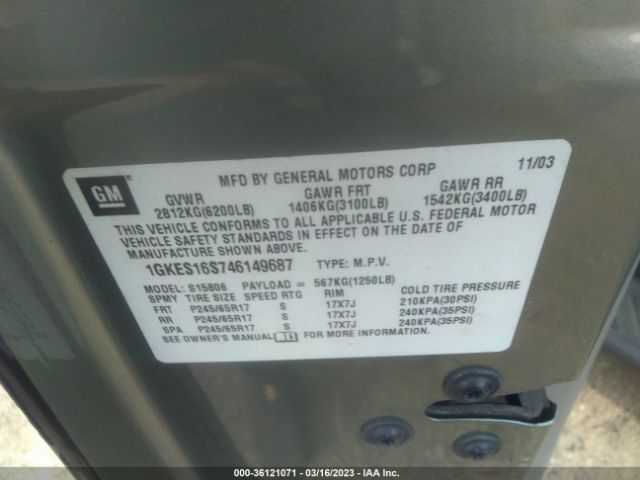 GM
MFD BY GENERAL MOTORS CORP 11/03
GVWR GAWR FRT GAWR RR
2812KG(6200LB) 1406KG(3100LB) 1542KG(3400LB)
THIS VEHICLE CONFORMS TO ALL APPLICABLE U.S. FEDERAL MOTOR
VEHICLE SAFETY STANDARDS IN EFFECT ON THE DATE OF
MANUFACTURE SHOWN ABOVE.
1GKES16S746149687 TYPE: M.P.V.
MODEL: S15806 PAYLOAD = 567KG(1250LB)
SPMY TIRE SIZE SPEED RTG RIM COLD TIRE PRESSURE
FRT P245/65R17 S 17X7J 210KPA(30PSI)
RR P245/65R17 S 17X7J 240KPA(35PSI)
SPA P245/65R17 S 17X7J 240KPA(35PSI)
SEE OWNER'S MANUAL FOR MORE INFORMATION.
000-36121071 - 03/16/2023 - IAA Inc.